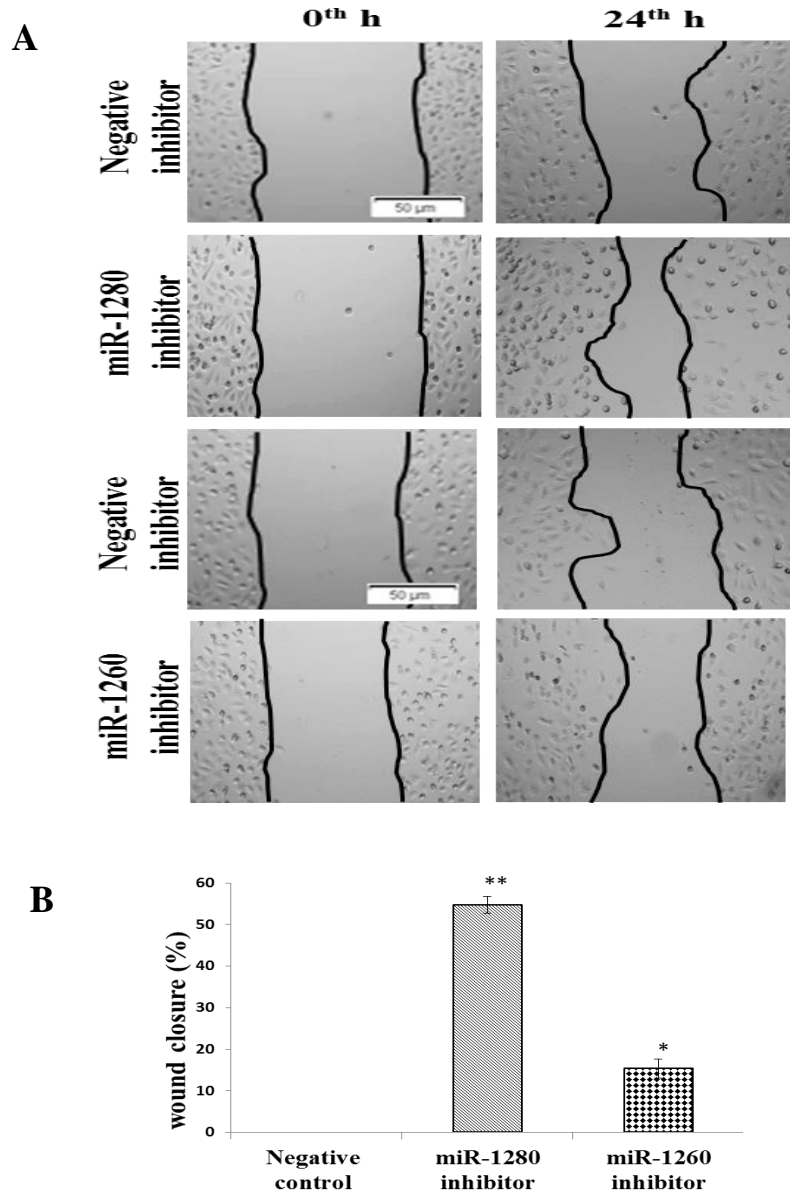 A
0th h
24th h
Negative
inhibitor
50 µm
miR-1280
inhibitor
Negative
inhibitor
50 µm
miR-1260
inhibitor
B
wound closure (%)
60
50
40
30
20
10
0
**
*
Negative
control
miR-1280
inhibitor
miR-1260
inhibitor